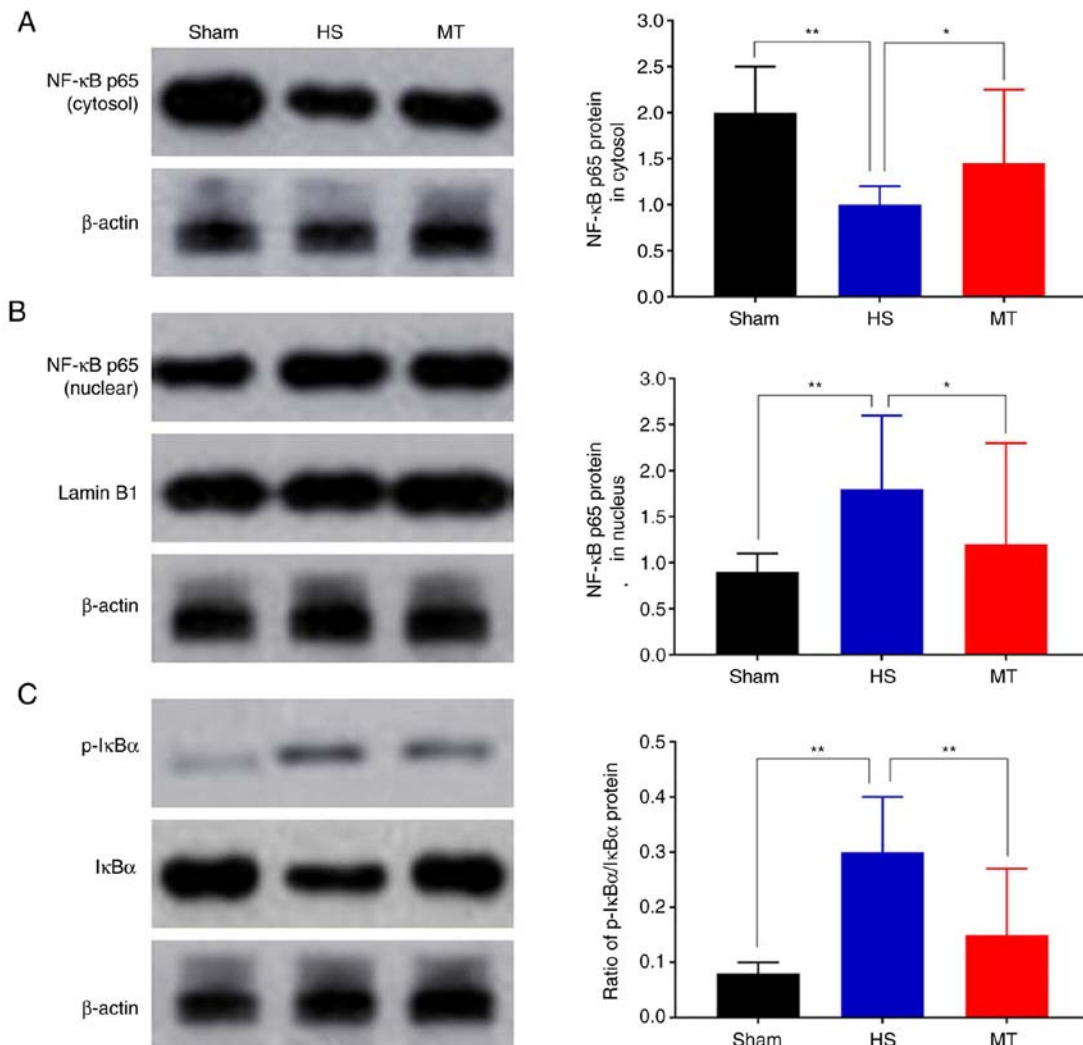 A
Sham HS MT
NF-κB p65
(cytosol)
β-actin
NF-κB p65 protein
in cytosol
3.0
2.5
2.0
1.5
1.0
0.5
0.0
** *
Sham HS MT
B
NF-κB p65
(nuclear)
Lamin B1
β-actin
NF-κB p65 protein
in nucleus
3.0
2.5
2.0
1.5
1.0
0.5
0.0
** *
Sham HS MT
C
p-IκBα
IκBα
β-actin
Ratio of p-IκBα/IκBα protein
0.5
0.4
0.3
0.2
0.1
0.0
** **
Sham HS MT